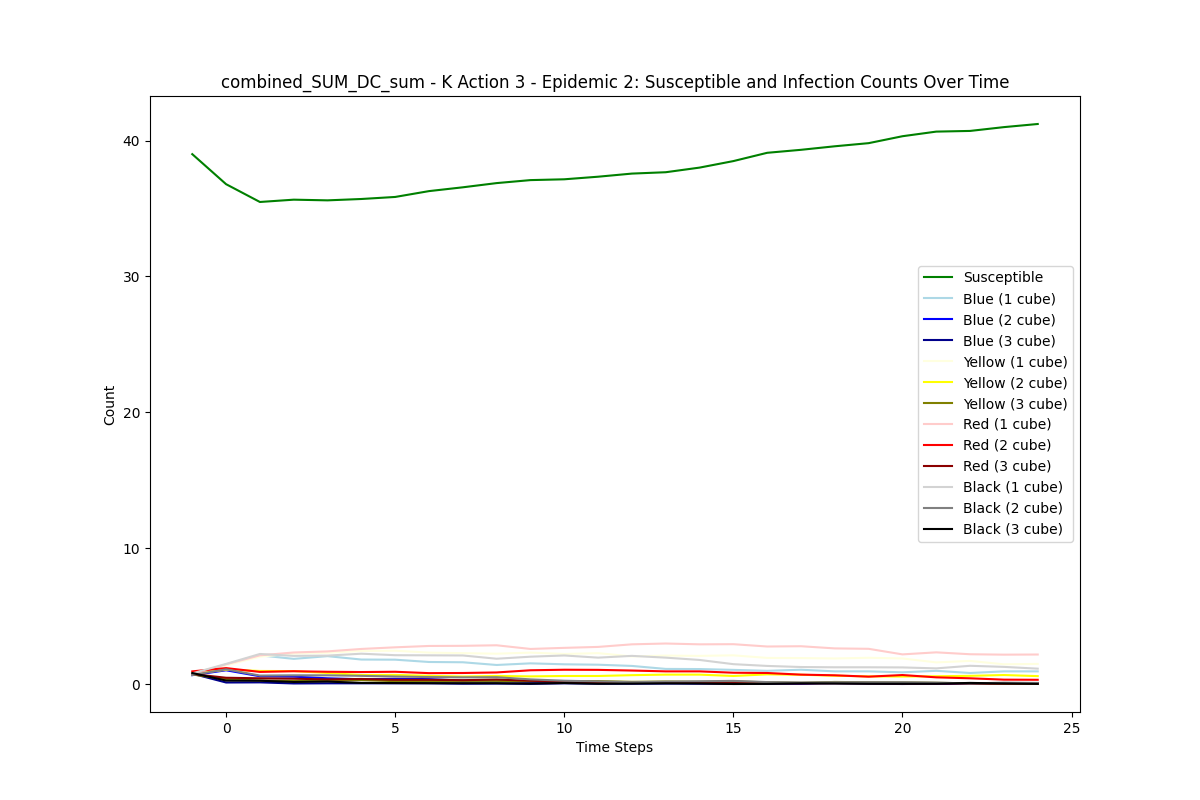 combined_SUM_DC_sum - K Action 3 - Epidemic 2: Susceptible and Infection Counts Over Time
Count
40
30
20
10
0
Susceptible
Blue (1 cube)
Blue (2 cube)
Blue (3 cube)
Yellow (1 cube)
Yellow (2 cube)
Yellow (3 cube)
Red (1 cube)
Red (2 cube)
Red (3 cube)
Black (1 cube)
Black (2 cube)
Black (3 cube)
0 5 10 15 20 25
Time Steps